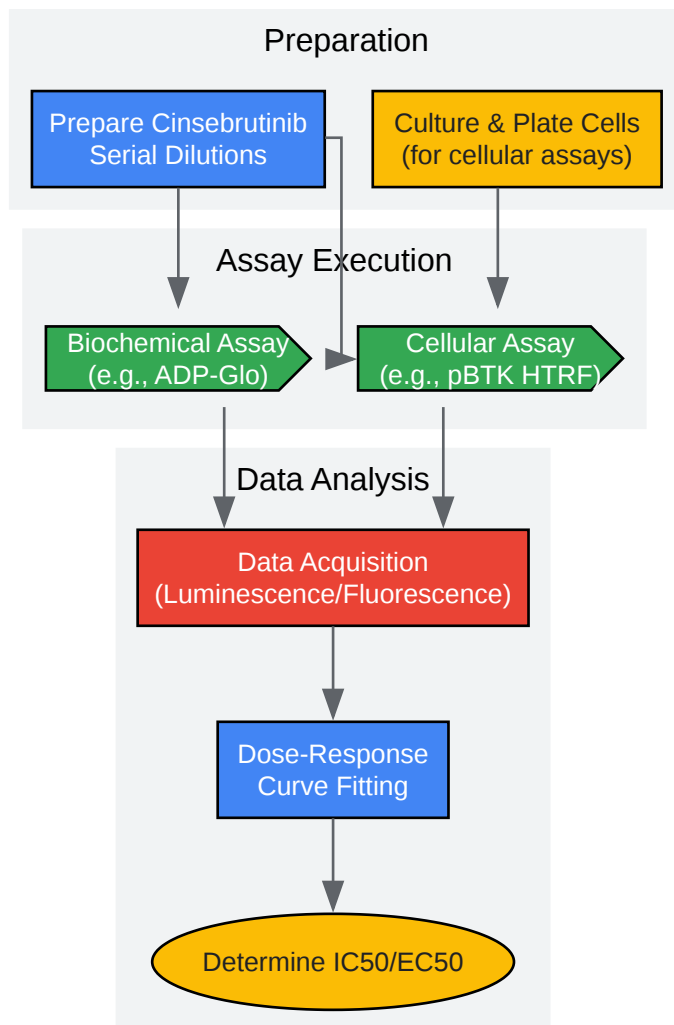 Preparation
Prepare Cinsebrutinib
Serial Dilutions
Culture & Plate Cells
(for cellular assays)
Assay Execution
Biochemical Assay
(e.g., ADP-Glo)
Cellular Assay
(e.g., pBTK HTRF)
Data Analysis
Data Acquisition
(Luminescence/Fluorescence)
Dose-Response
Curve Fitting
Determine IC50/EC50